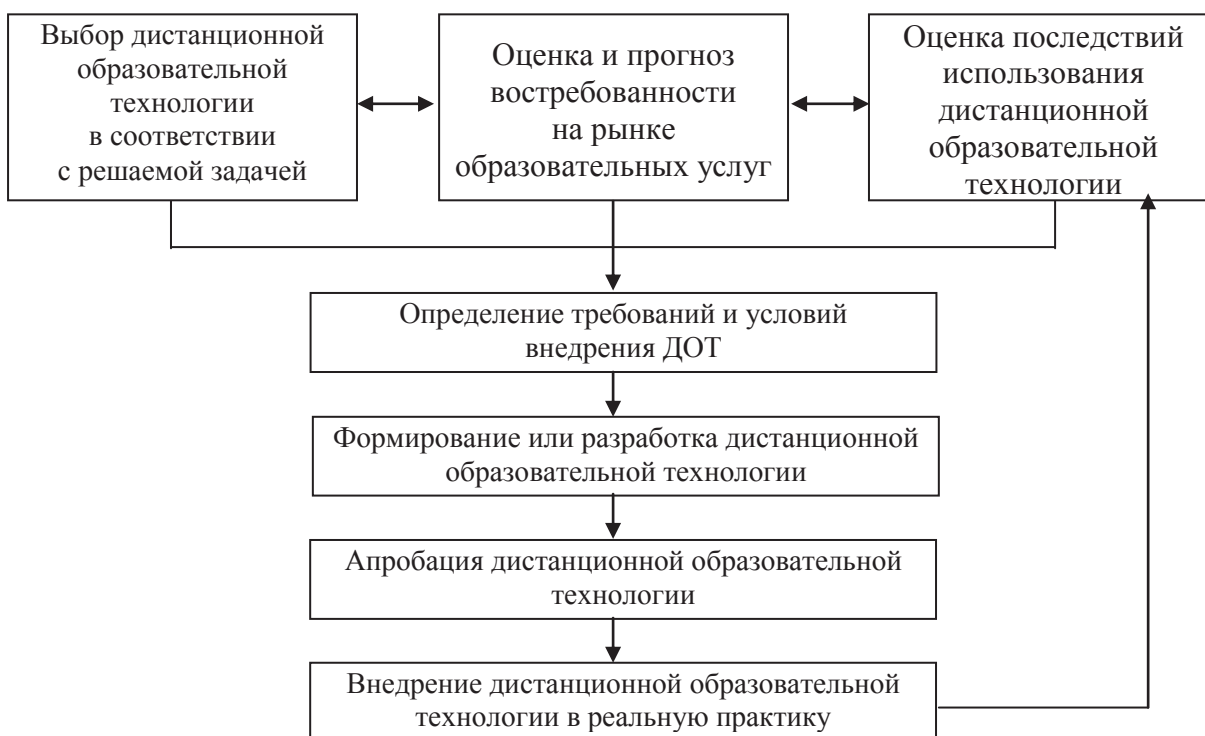 Выбор дистанционной
образовательной
технологии
в соответствии
с решаемой задачей
Оценка и прогноз
востребованности
на рынке
образовательных услуг
Оценка последствий
использования
дистанционной
образовательной
технологии
Определение требований и условий
внедрения ДОТ
Формирование или разработка дистанционной
образовательной технологии
Апробация дистанционной образовательной
технологии
Внедрение дистанционной образовательной
технологии в реальную практику